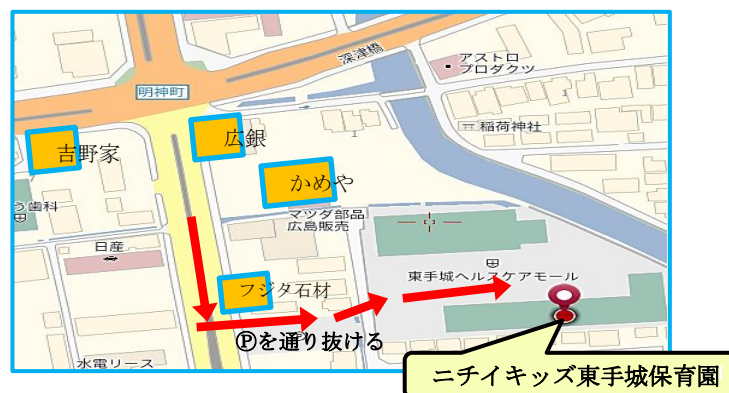 深津橋
アストロ
プロダクツ
明神町
広銀
稲荷神社
吉野家
かめや
う歯科
マツダ部品
広島販売
日産
東手城ヘルスケアモール
フジタ石材
Ⓟを通り抜ける
水電リース
ニチイキッズ東手城保育園